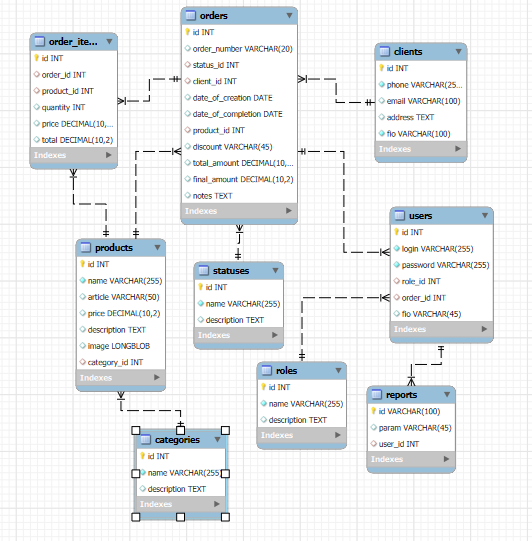 orders
id INT
order_number VARCHAR(20)
status_id INT
client_id INT
date_of_creation DATE
date_of_completion DATE
product_id INT
discount VARCHAR(45)
total_amount DECIMAL(10,...
final_amount DECIMAL(10,2)
notes TEXT
Indexes
order_ite...
id INT
order_id INT
product_id INT
quantity INT
price DECIMAL(10,...
total DECIMAL(10,2)
Indexes
clients
id INT
phone VARCHAR(25...
email VARCHAR(100)
address TEXT
fio VARCHAR(100)
Indexes
users
id INT
login VARCHAR(255)
password VARCHAR(255)
role_id INT
order_id INT
fio VARCHAR(45)
Indexes
products
id INT
name VARCHAR(255)
article VARCHAR(50)
price DECIMAL(10,2)
description TEXT
image LONGBLOB
category_id INT
Indexes
statuses
id INT
name VARCHAR(255)
description TEXT
Indexes
roles
id INT
name VARCHAR(255)
description TEXT
Indexes
reports
id VARCHAR(100)
param VARCHAR(45)
user_id INT
Indexes
categories
id INT
name VARCHAR(255)
description TEXT
Indexes